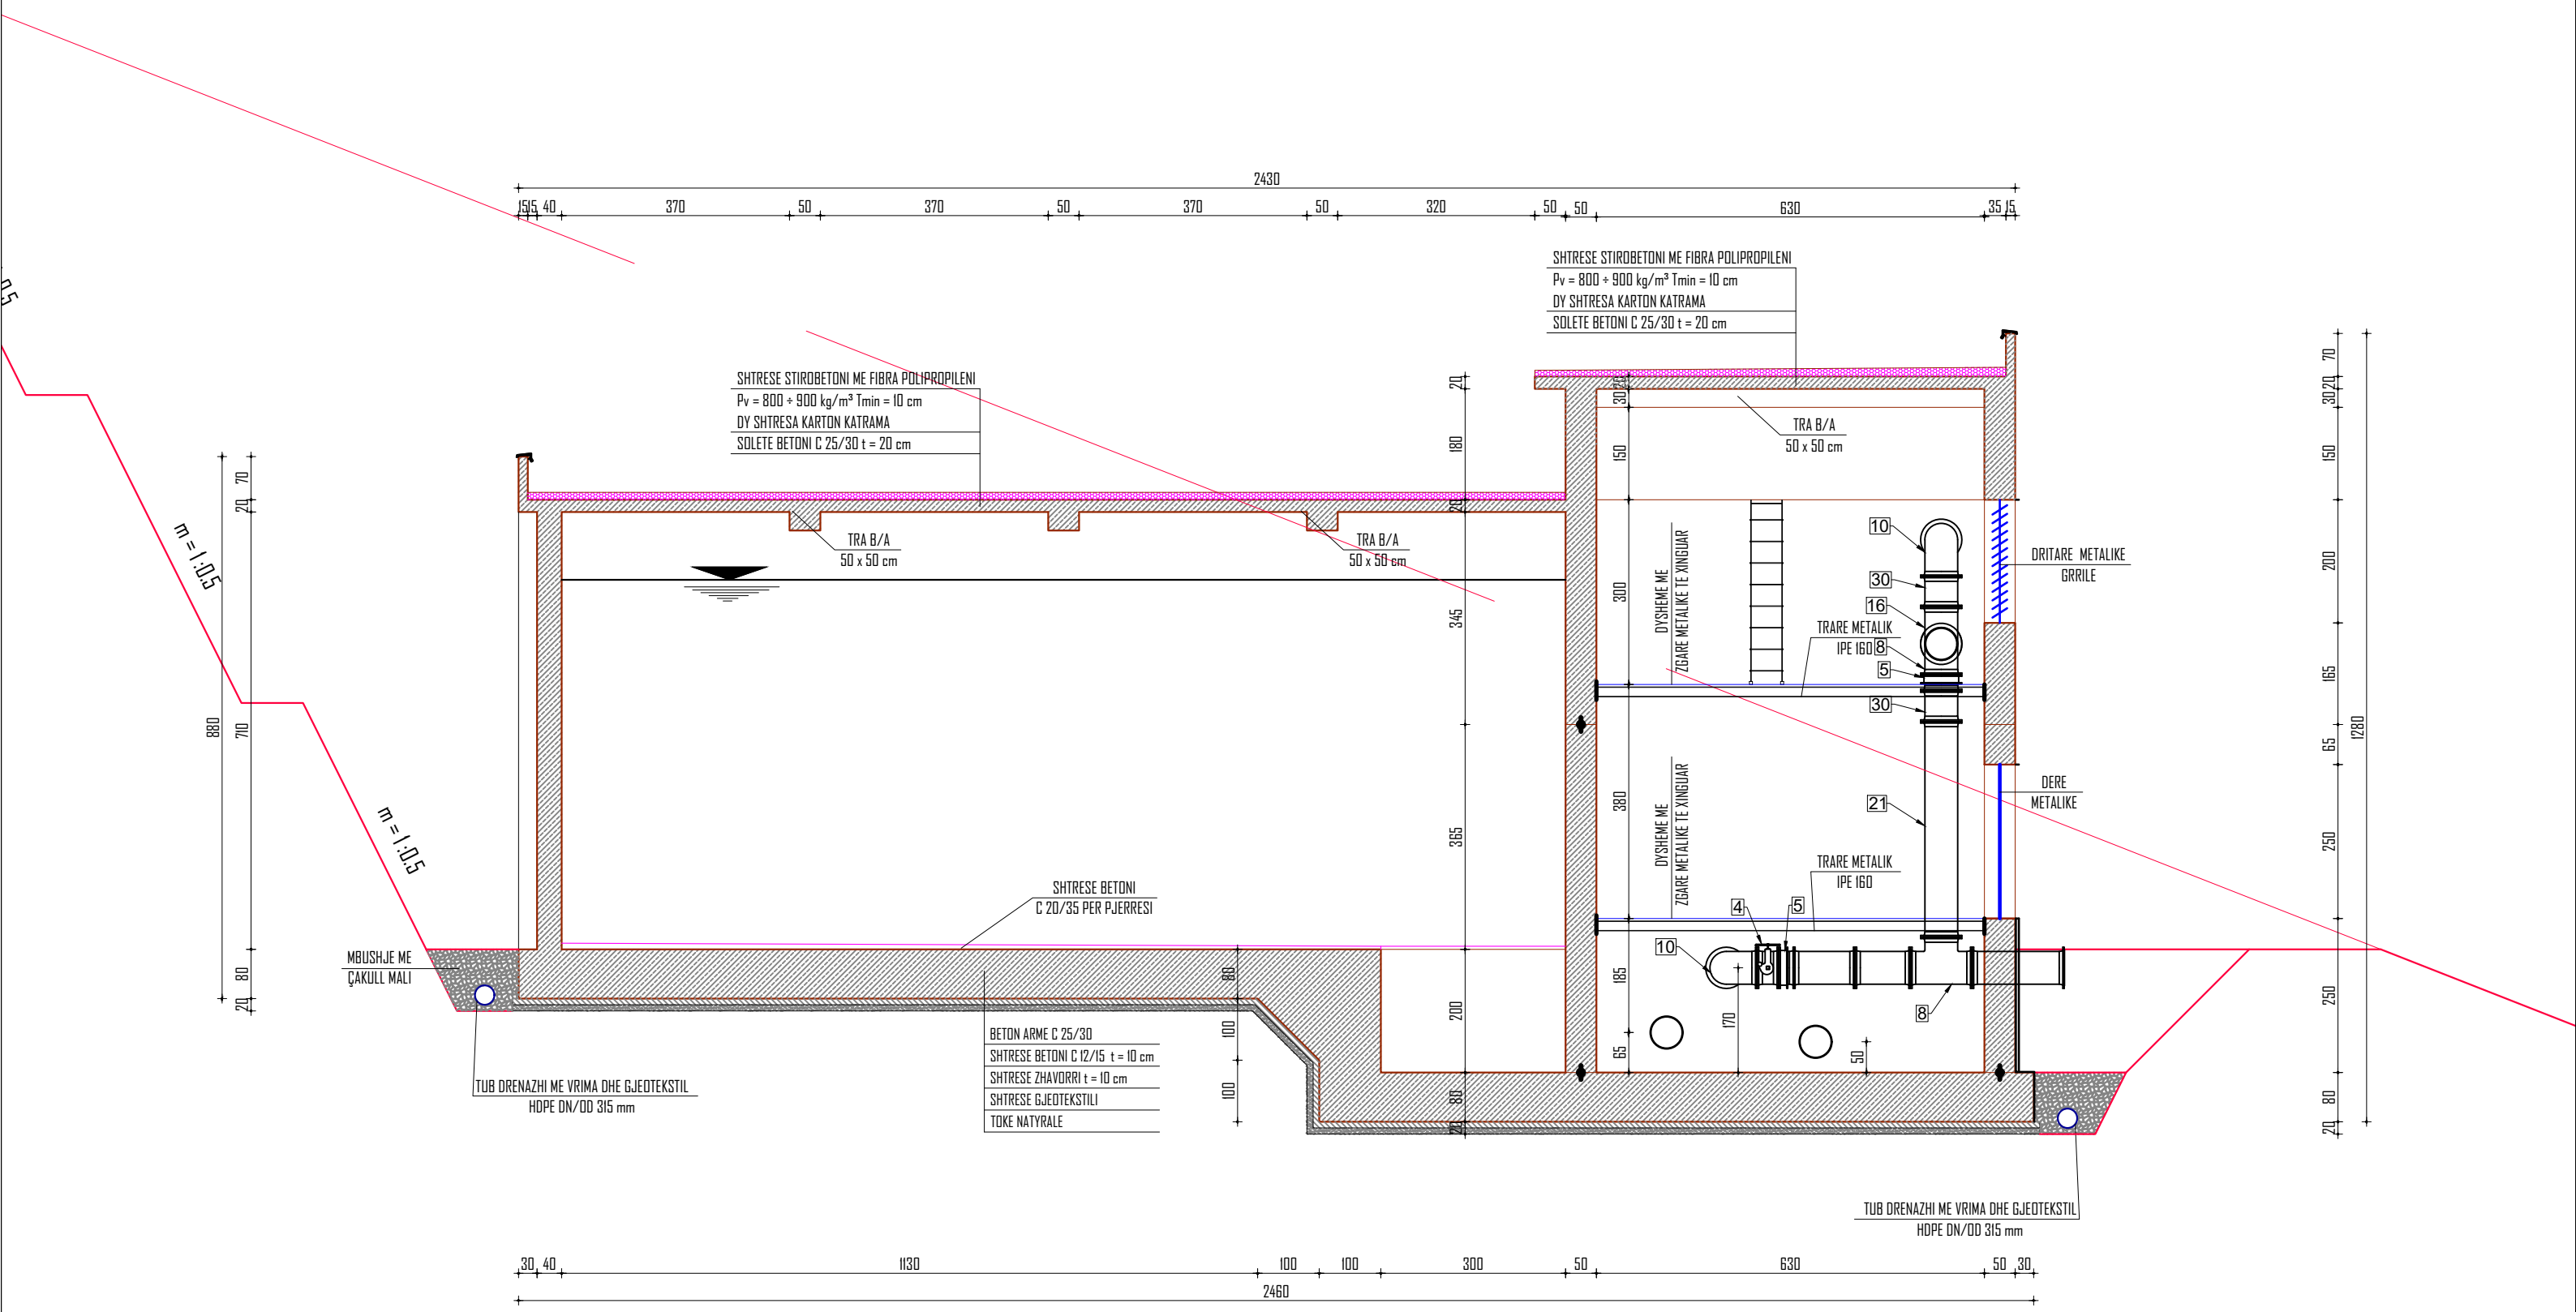 2430
15 15 40 370 50 370 50 370 50 320 50 50 630 35 15
SHTRESE STIROBETONI ME FIBRA POLIPROPILENI
Pv = 800 ÷ 900 kg/m³ Tmin = 10 cm
DY SHTRESA KARTON KATRAMA
SOLETE BETONI C 25/30 t = 20 cm
SHTRESE STIROBETONI ME FIBRA POLIPROPILENI
Pv = 800 ÷ 900 kg/m³ Tmin = 10 cm
DY SHTRESA KARTON KATRAMA
SOLETE BETONI C 25/30 t = 20 cm
TRA B/A
50 x 50 cm
TRA B/A
50 x 50 cm
TRA B/A
50 x 50 cm
m = 1:0.5
m = 1:0.5
880
70
20
710
80
20
20
180
20
345
365
200
80
20
20
30
150
300
380
185
65
170
50
DYSHEME ME
ZGARE METALIKE TE XINGUAR
DYSHEME ME
ZGARE METALIKE TE XINGUAR
10
30
16
8
5
30
21
4
5
10
8
TRARE METALIK
IPE 160
TRARE METALIK
IPE 160
DRITARE METALIKE
GRRILE
DERE
METALIKE
70
20
30
150
200
165
65
250
250
80
20
1280
SHTRESE BETONI
C 20/35 PER PJERRESI
MBUSHJE ME
ÇAKULL MALI
80
100
100
BETON ARME C 25/30
SHTRESE BETONI C 12/15 t = 10 cm
SHTRESE ZHAVORRI t = 10 cm
SHTRESE GJEOTEKSTILI
TOKE NATYRALE
TUB DRENAZHI ME VRIMA DHE GJEOTEKSTIL
HDPE DN/OD 315 mm
TUB DRENAZHI ME VRIMA DHE GJEOTEKSTIL
HDPE DN/OD 315 mm
30 40 1130 100 100 300 50 630 50 30
2460